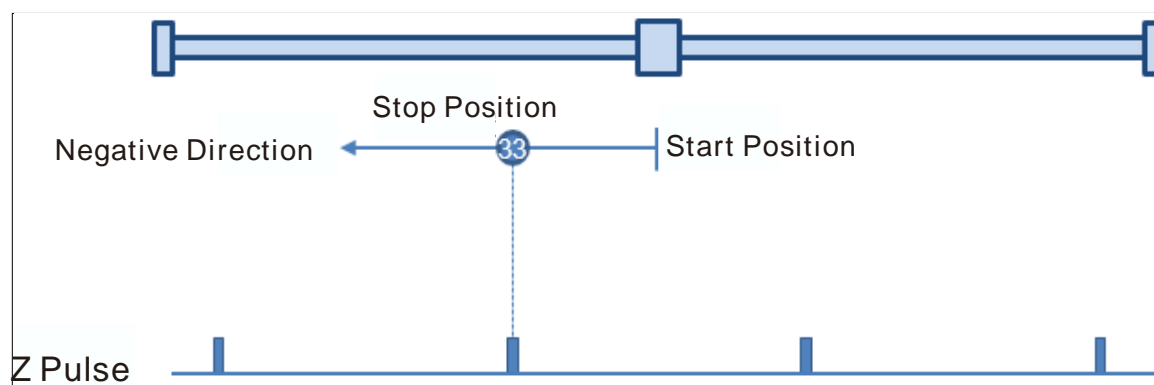 Stop Position
Negative Direction
33
Start Position
Z Pulse